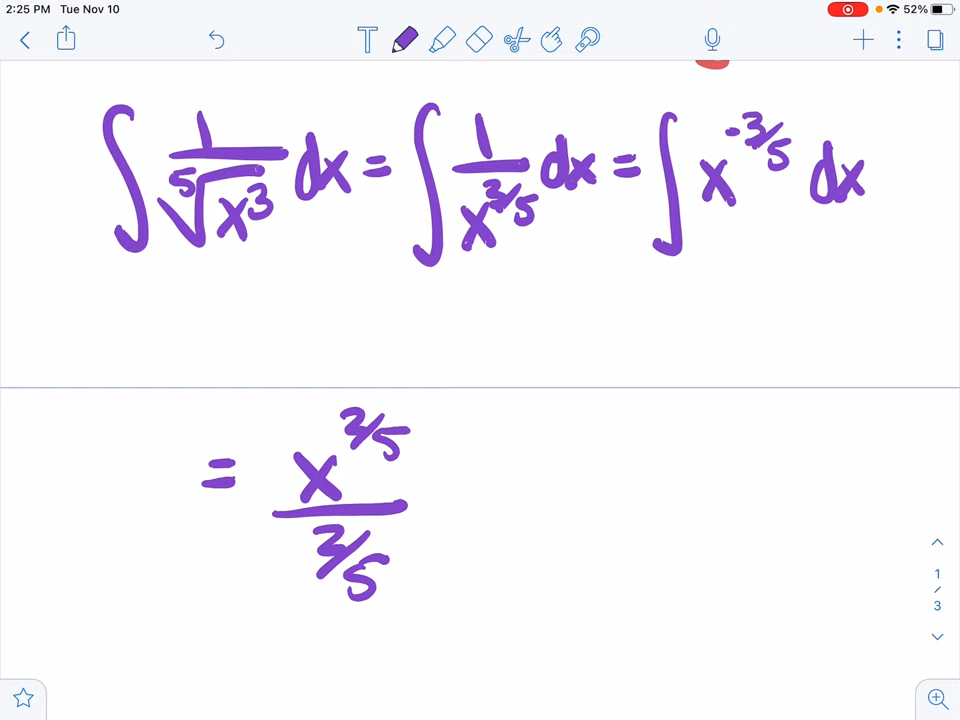 2:25 PM Tue Nov 10 52%
T
∫ 1/⁵√x³ dx = ∫ 1/x^(3/5) dx = ∫ x^(-3/5) dx
= x^(2/5) / (2/5)
1
/
3